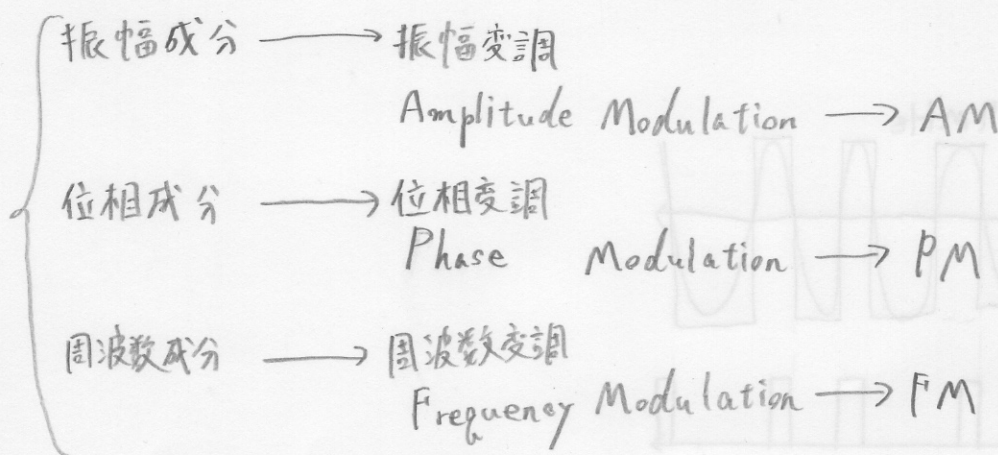 振幅成分 → 振幅変調
Amplitude Modulation → AM
位相成分 → 位相変調
Phase Modulation → PM
周波数成分 → 周波数変調
Frequency Modulation → FM